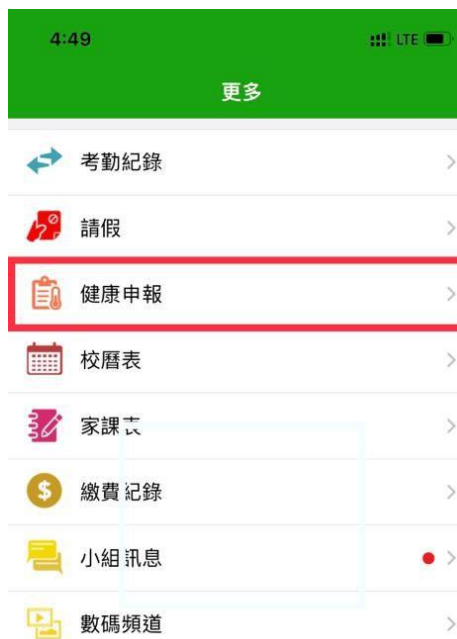 4:49
LTE
更多
考勤紀錄
請假
健康申報
校曆表
家課表
繳費紀錄
小組訊息
數碼頻道